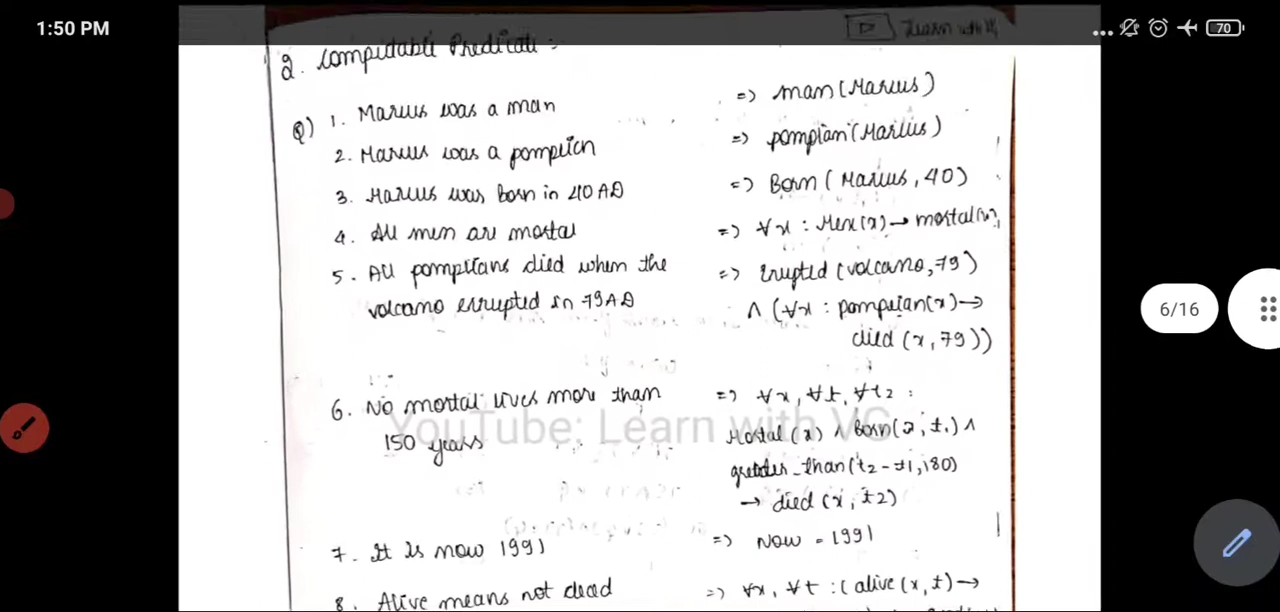 1:50 PM
... 70
Learn with
2. Computable Predicate :
Q) 1. Marcus was a man => man(Marcus)
2. Marcus was a pompeian => pompian(Marcus)
3. Marcus was born in 40 AD => Born ( Marcus, 40 )
4. All men are mortal => ∀x : Men(x) → mortal(x),
5. All pompeians died when the => Erupted (volcano, 79)
volcano errupted in 79 AD ∧ (∀x : pompeian(x) →
died (x, 79))
6. No mortal lives more than => ∀x, ∀t, ∀t2 :
150 years Mortal (x) ∧ Born(x, t1) ∧
YouTube: Learn with VS
greater_than(t2 - t1, 150)
→ died (x, t2)
7. It is now 1991 => Now = 1991
8. Alive means not dead => ∀x, ∀t : ( alive (x, t) →
6/16